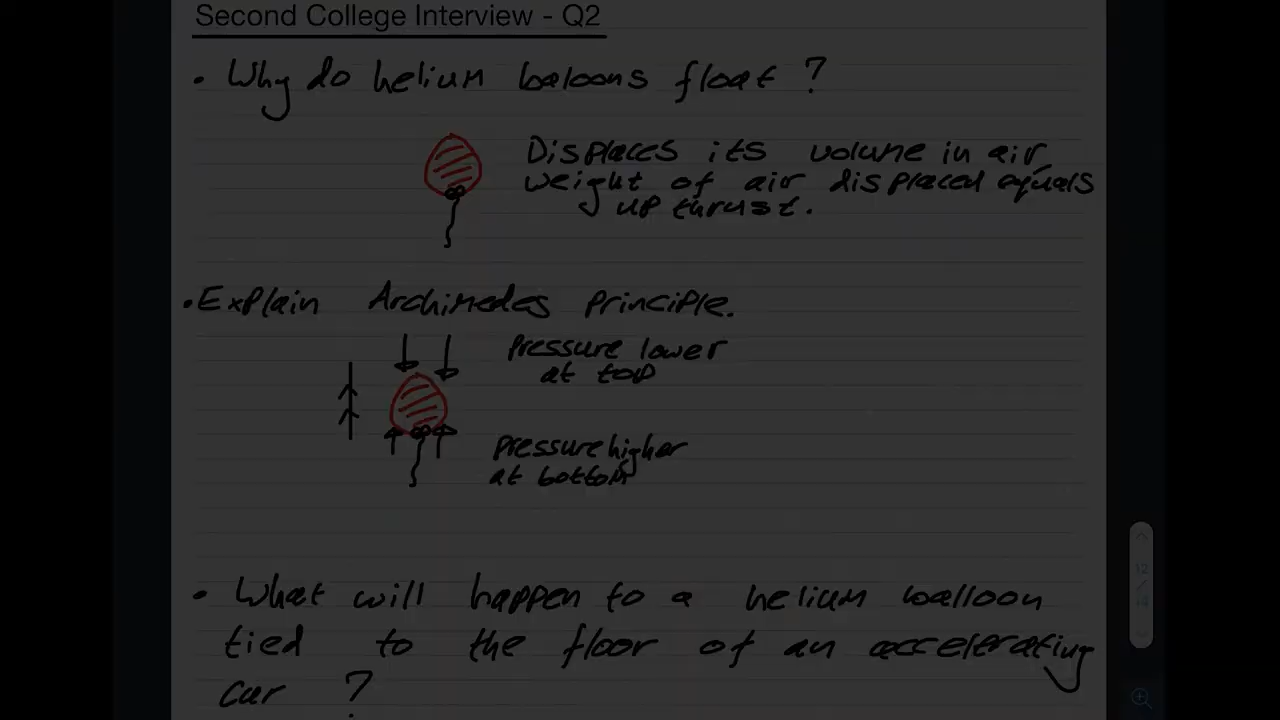 Second College Interview - Q2
• Why do helium baloons float?
Displaces its volume in air,
weight of air displaced equals
up thrust.
• Explain Archimedes principle.
pressure lower
at top
pressure higher
at bottom
• What will happen to a helium balloon
tied to the floor of an accelerating
car ?
12
/